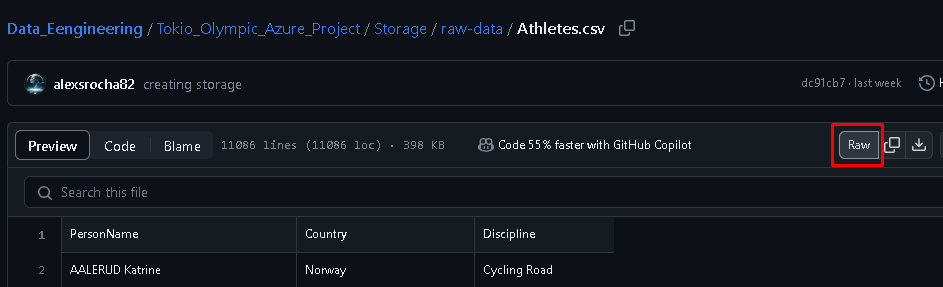 Data_Eengineering / Tokio_Olympic_Azure_Project / Storage / raw-data / Athletes.csv
alexsrocha82 creating storage dc91cb7 · last week H
Preview Code Blame 11086 lines (11086 loc) · 398 KB Code 55% faster with GitHub Copilot Raw
Search this file
1 PersonName Country Discipline
2 AALERUD Katrine Norway Cycling Road